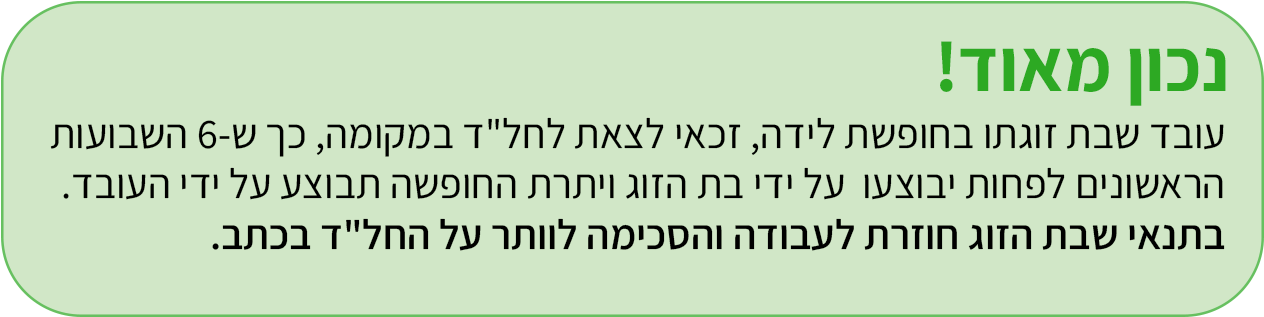 נכון מאוד!
עובד שבת זוגתו בחופשת לידה, זכאי לצאת לחל"ד במקומה, כך ש-6 השבועות
הראשונים לפחות יבוצעו  על ידי בת הזוג ויתרת החופשה תבוצע על ידי העובד.
בתנאי שבת הזוג חוזרת לעבודה והסכימה לוותר על החל"ד בכתב.